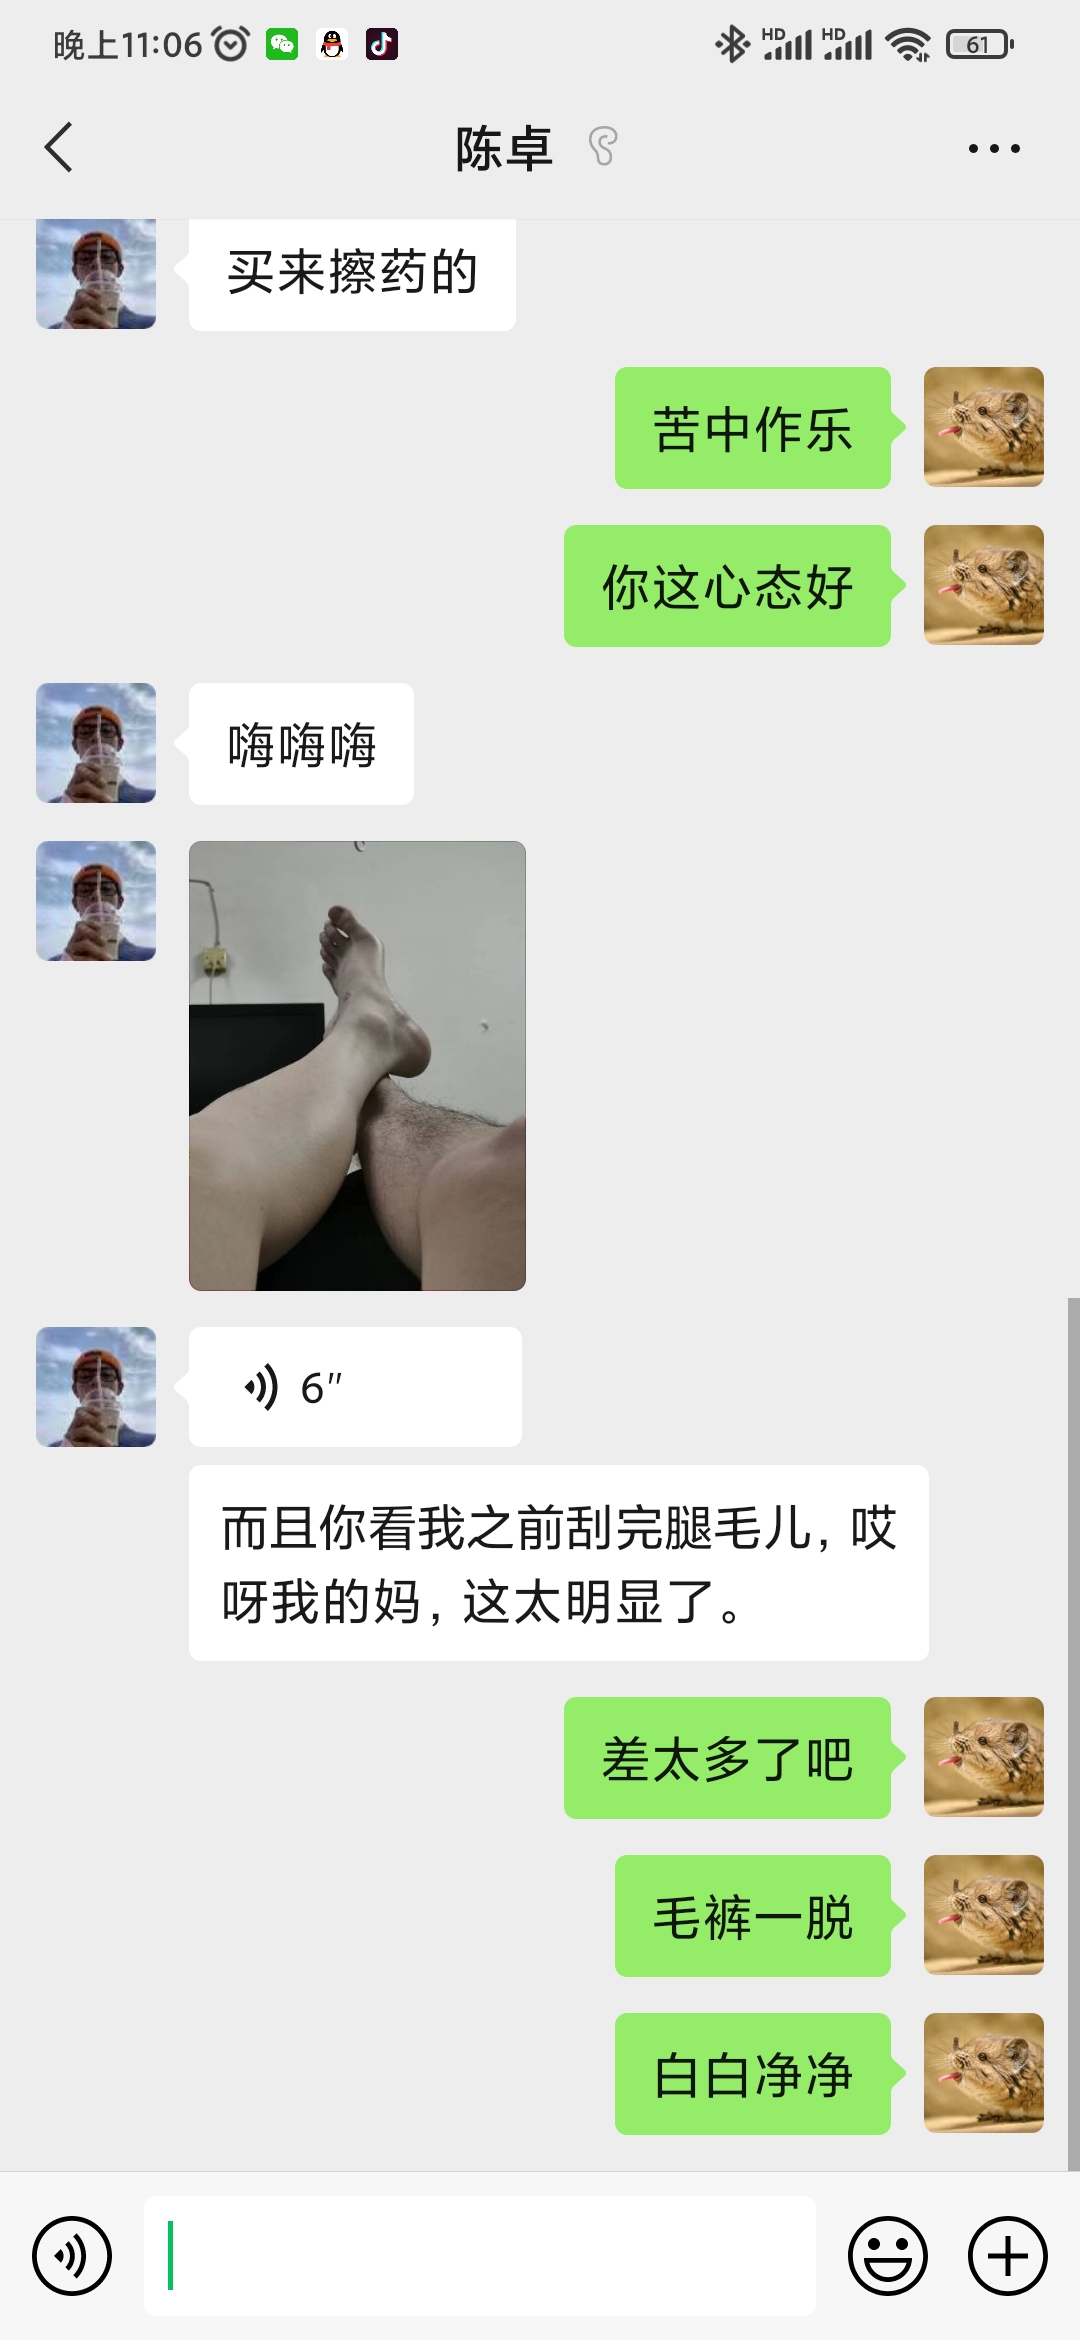 晚上11:06 HD HD 61
陈卓
买来擦药的
苦中作乐
你这心态好
嗨嗨嗨
6"
而且你看我之前刮完腿毛儿,哎
呀我的妈,这太明显了。
差太多了吧
毛裤一脱
白白净净